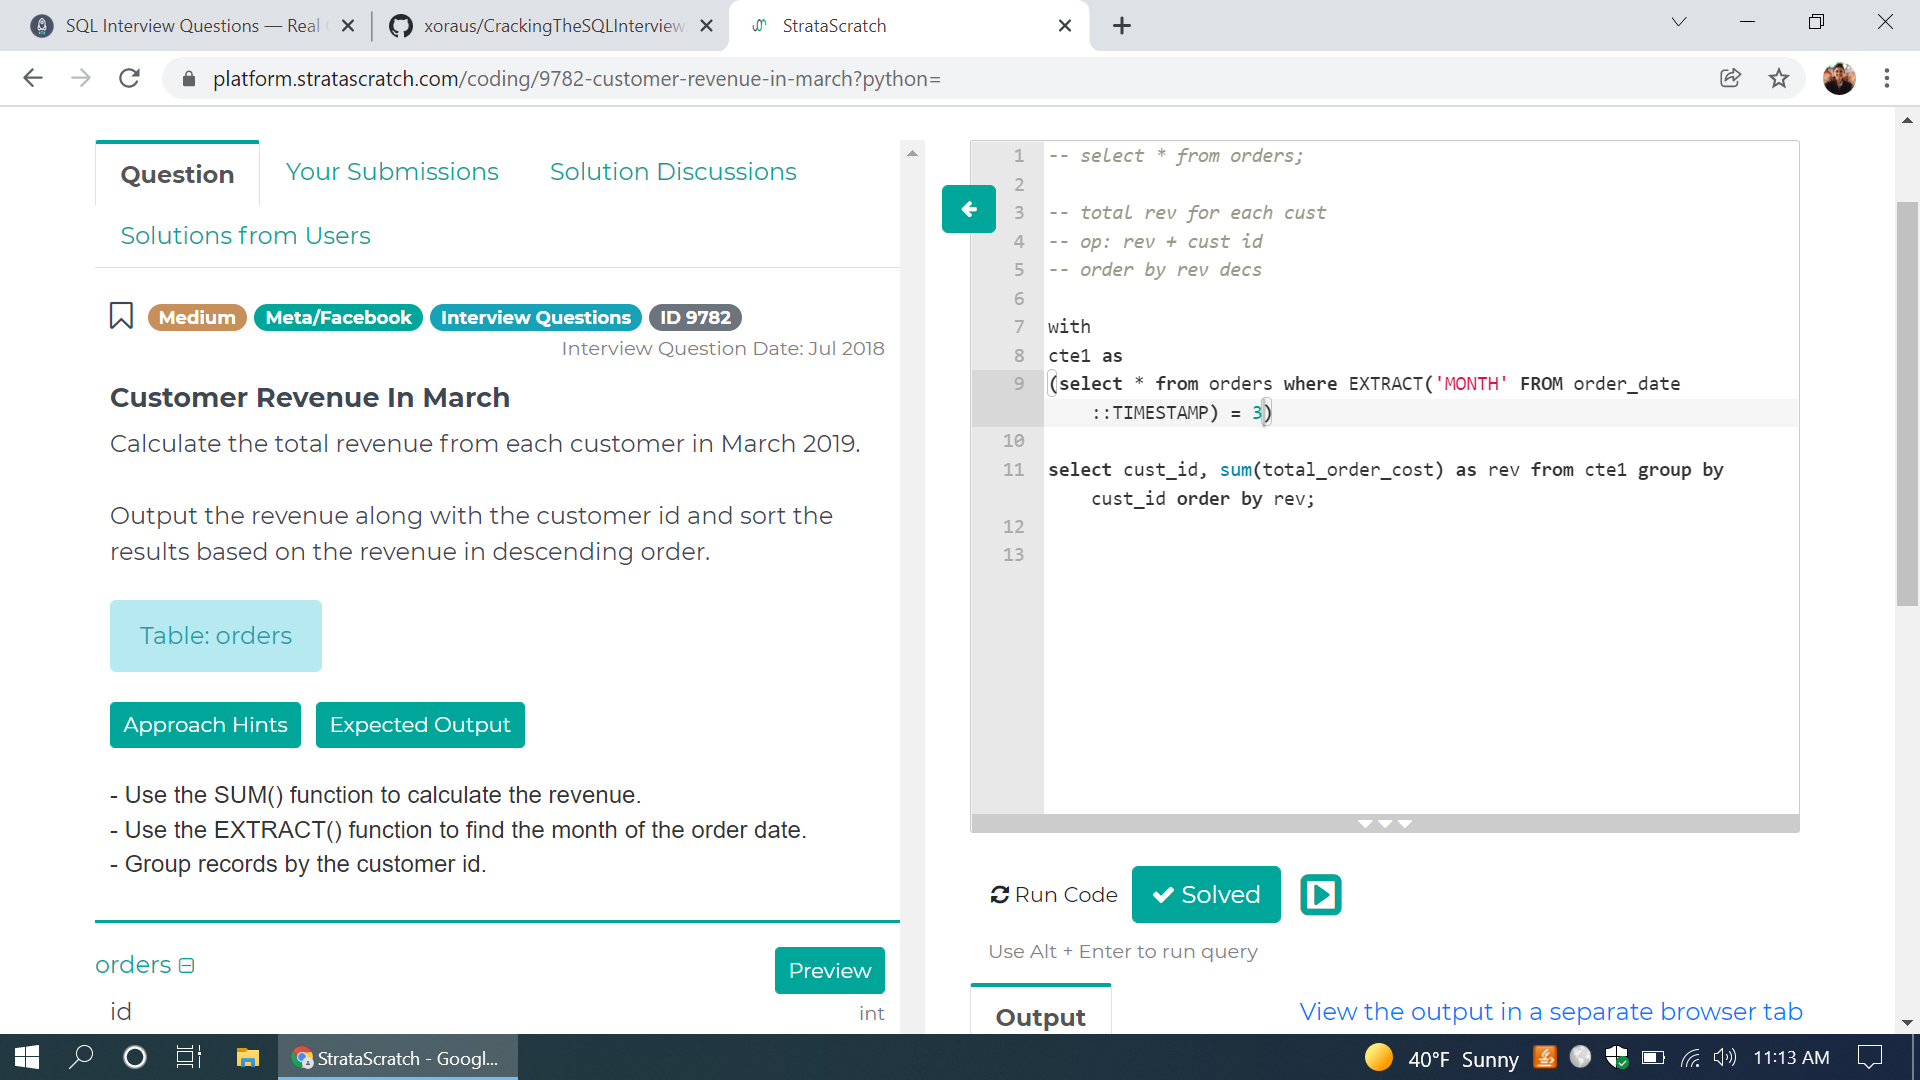 SQL Interview Questions — Real
xoraus/CrackingTheSQLInterview
StrataScratch
platform.stratascratch.com/coding/9782-customer-revenue-in-march?python=
Question
Your Submissions
Solution Discussions
Solutions from Users
Medium
Meta/Facebook
Interview Questions
ID 9782
Interview Question Date: Jul 2018
Customer Revenue In March
Calculate the total revenue from each customer in March 2019.
Output the revenue along with the customer id and sort the
results based on the revenue in descending order.
Table: orders
Approach Hints
Expected Output
- Use the SUM() function to calculate the revenue.
- Use the EXTRACT() function to find the month of the order date.
- Group records by the customer id.
orders
Preview
id
int
1 -- select * from orders;
2
3 -- total rev for each cust
4 -- op: rev + cust id
5 -- order by rev decs
6
7 with
8 cte1 as
9 (select * from orders where EXTRACT('MONTH' FROM order_date
::TIMESTAMP) = 3)
10
11 select cust_id, sum(total_order_cost) as rev from cte1 group by
cust_id order by rev;
12
13
Run Code
Solved
Use Alt + Enter to run query
Output
View the output in a separate browser tab
StrataScratch - Googl...
40°F Sunny
11:13 AM